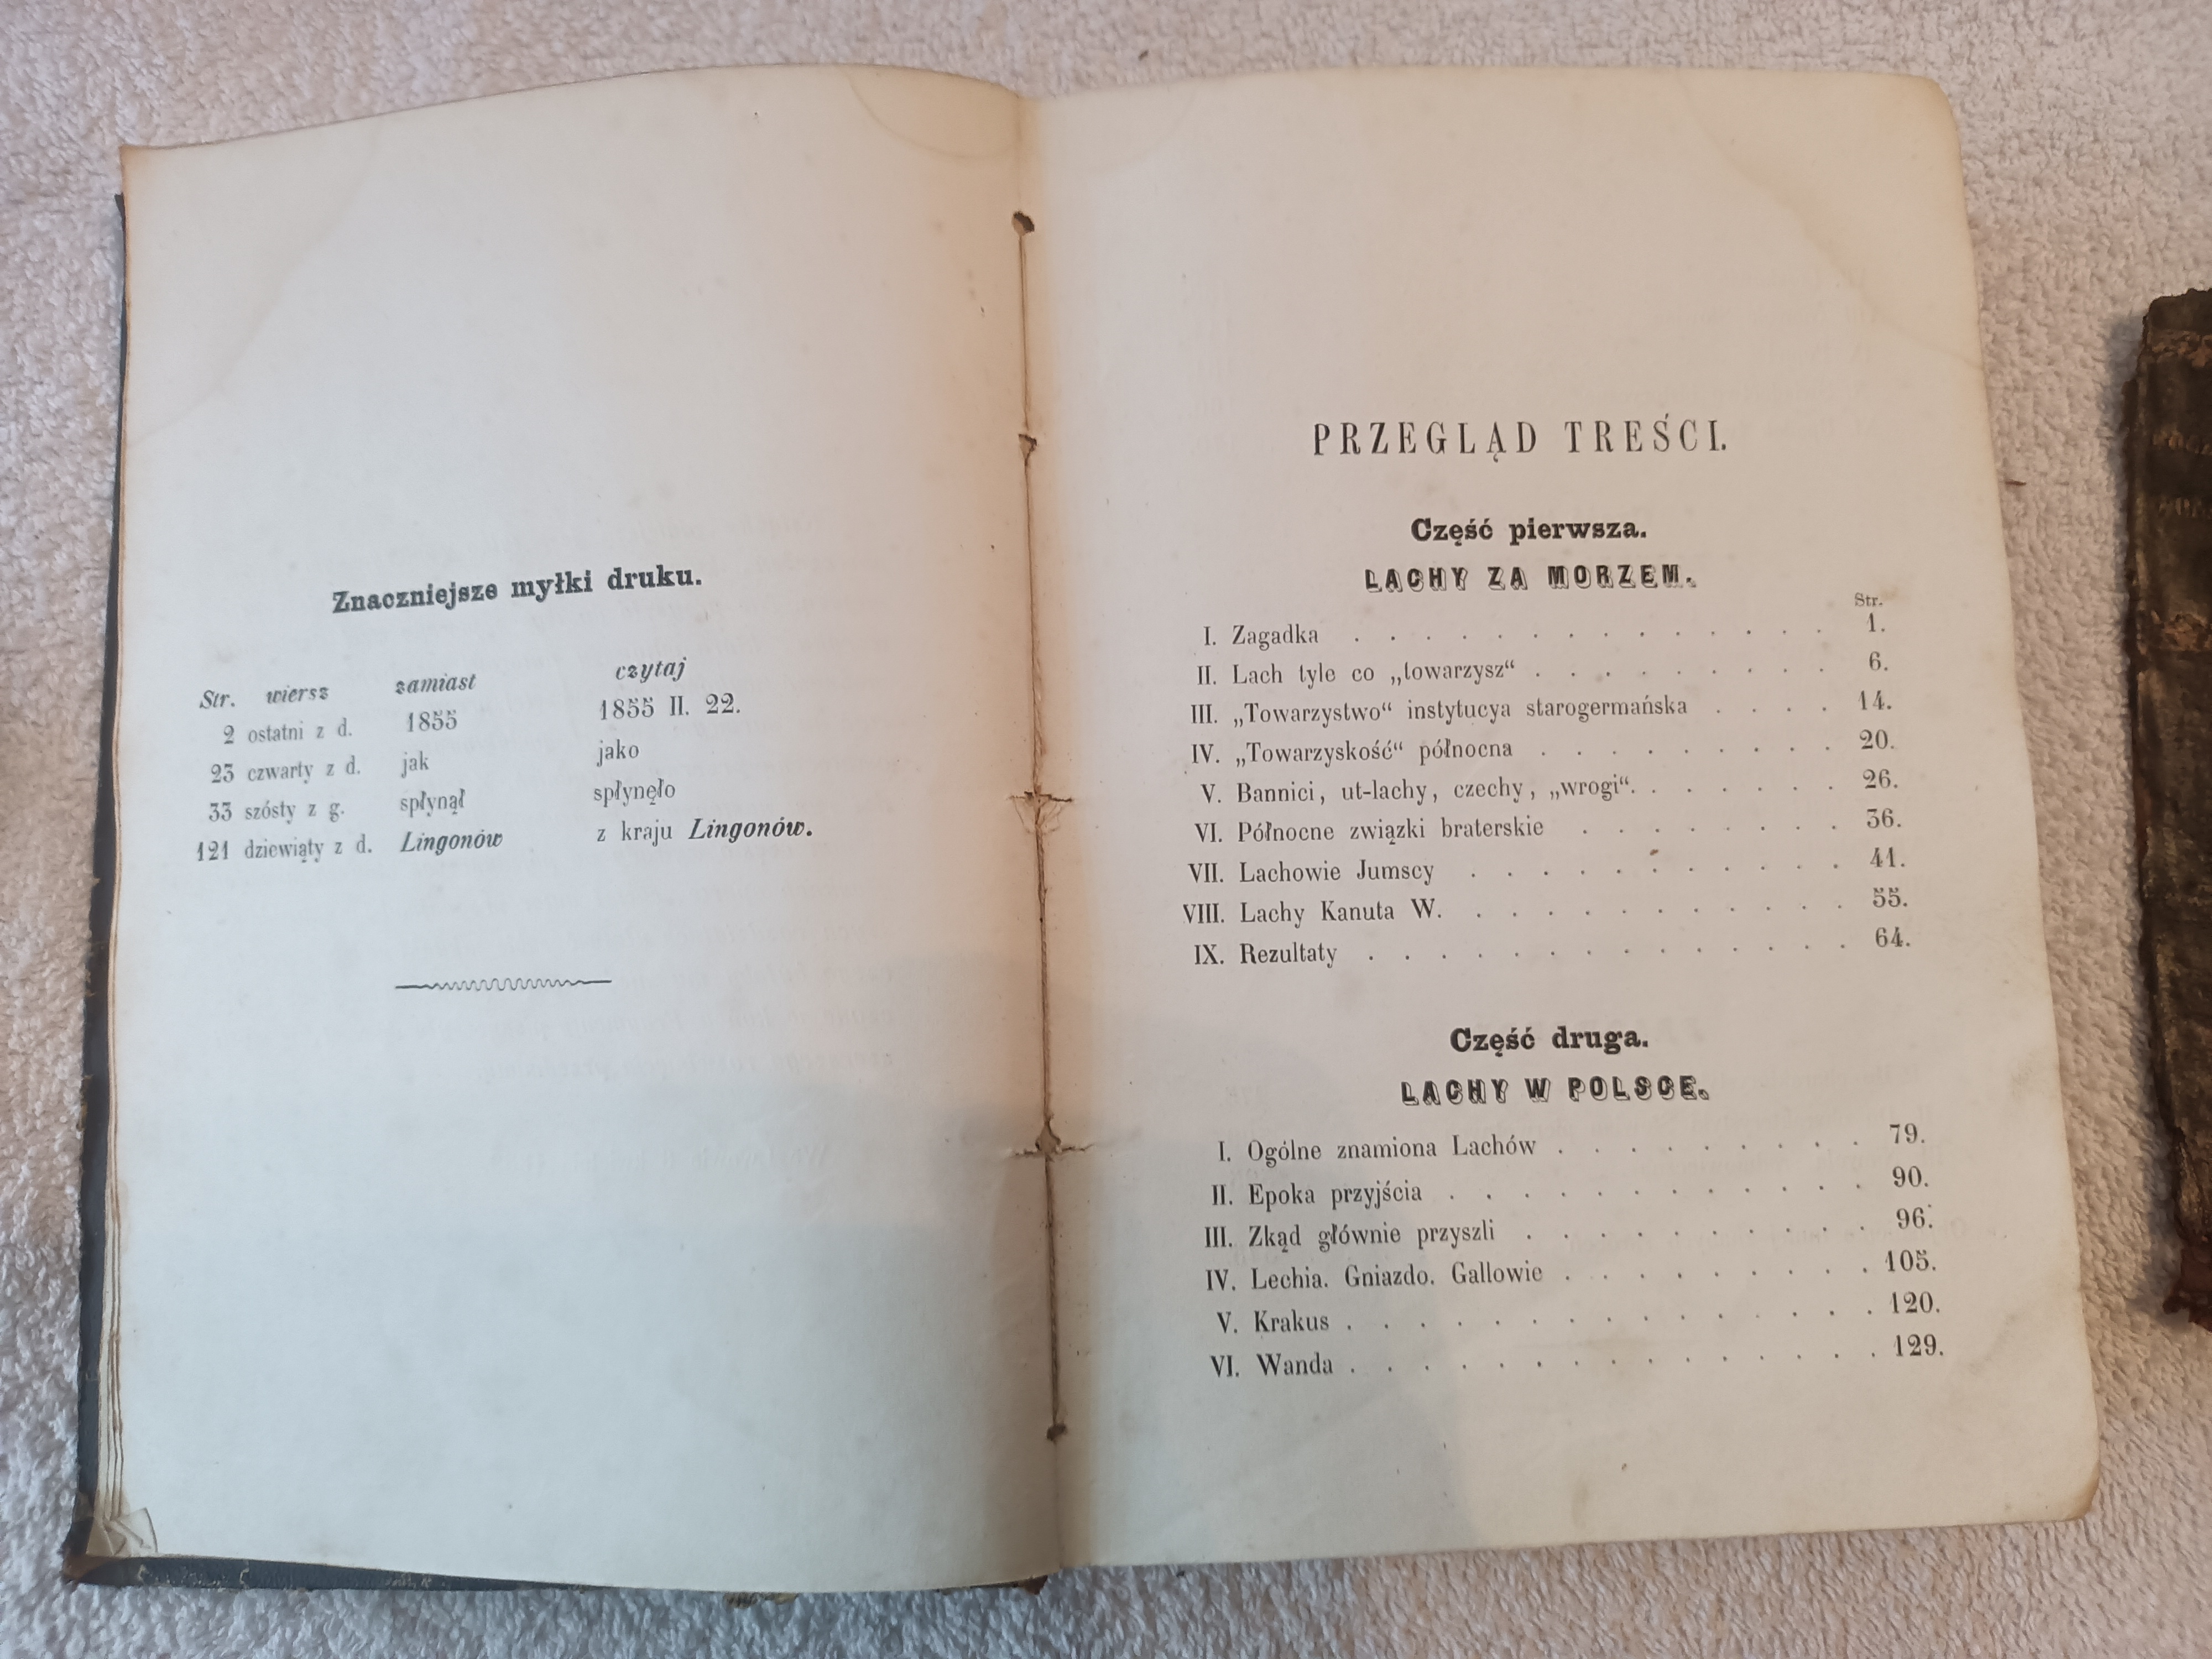 Znaczniejsze myłki druku.
Str. wiersz zamiast czytaj
2 ostatni z d. 1855 1855 II. 22.
23 czwarty z d. jak jako
33 szósty z g. spłynął spłynęło
121 dziewiąty z d. Lingonów z kraju Lingonów.
PRZEGLĄD TREŚCI.
Część pierwsza.
LACHY ZA MORZEM.
Str.
I. Zagadka . . . . . . . . . . . . . . 1.
II. Lach tyle co „towarzysz“ . . . . . . . . . 6.
III. „Towarzystwo“ instytucya starogermańska . . . . 14.
IV. „Towarzyskość“ północna . . . . . . . . . 20.
V. Bannici, ut-lachy, czechy, „wrogi“. . . . . . . 26.
VI. Północne związki braterskie . . . . . . . . 36.
VII. Lachowie Jumscy . . . . . . . . . . . 41.
VIII. Lachy Kanuta W. . . . . . . . . . . . 55.
IX. Rezultaty . . . . . . . . . . . . . . 64.
Część druga.
LACHY W POLSCE.
I. Ogólne znamiona Lachów . . . . . . . . . 79.
II. Epoka przyjścia . . . . . . . . . . . . 90.
III. Zkąd głównie przyszli . . . . . . . . . . 96.
IV. Lechia. Gniazdo. Gallowie . . . . . . . . . 105.
V. Krakus . . . . . . . . . . . . . . . 120.
VI. Wanda . . . . . . . . . . . . . . . 129.